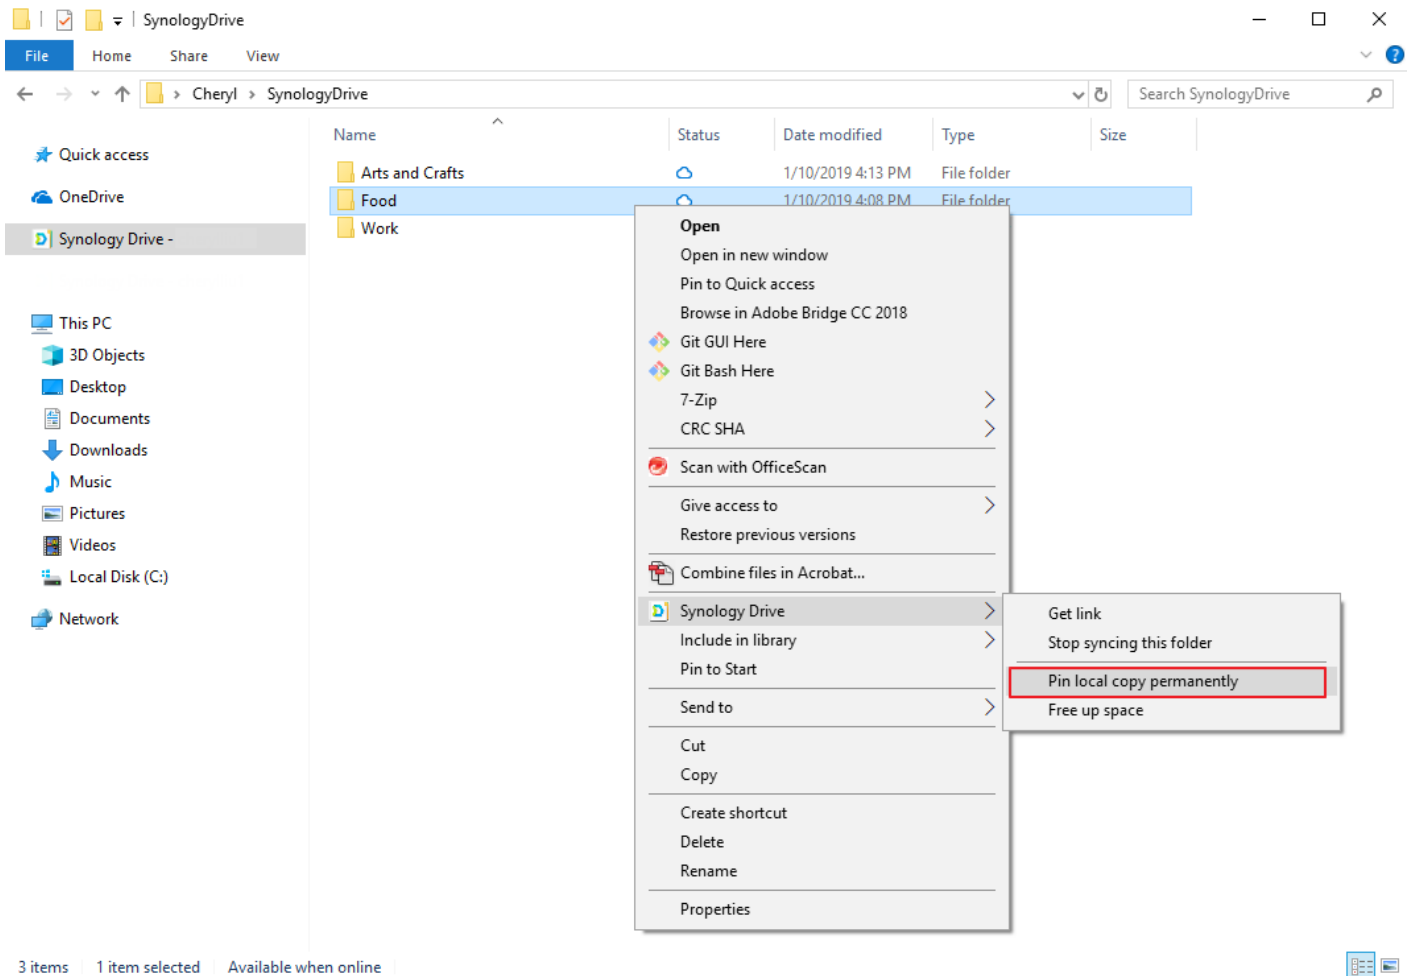 SynologyDrive
File Home Share View
Cheryl SynologyDrive Search SynologyDrive
Name Status Date modified Type Size
Quick access
OneDrive
Synology Drive -
This PC
3D Objects
Desktop
Documents
Downloads
Music
Pictures
Videos
Local Disk (C:)
Network
Arts and Crafts 1/10/2019 4:13 PM File folder
Food 1/10/2019 4:08 PM File folder
Work
Open
Open in new window
Pin to Quick access
Browse in Adobe Bridge CC 2018
Git GUI Here
Git Bash Here
7-Zip
CRC SHA
Scan with OfficeScan
Give access to
Restore previous versions
Combine files in Acrobat...
Synology Drive
Include in library
Pin to Start
Send to
Cut
Copy
Create shortcut
Delete
Rename
Properties
Get link
Stop syncing this folder
Pin local copy permanently
Free up space
3 items 1 item selected Available when online